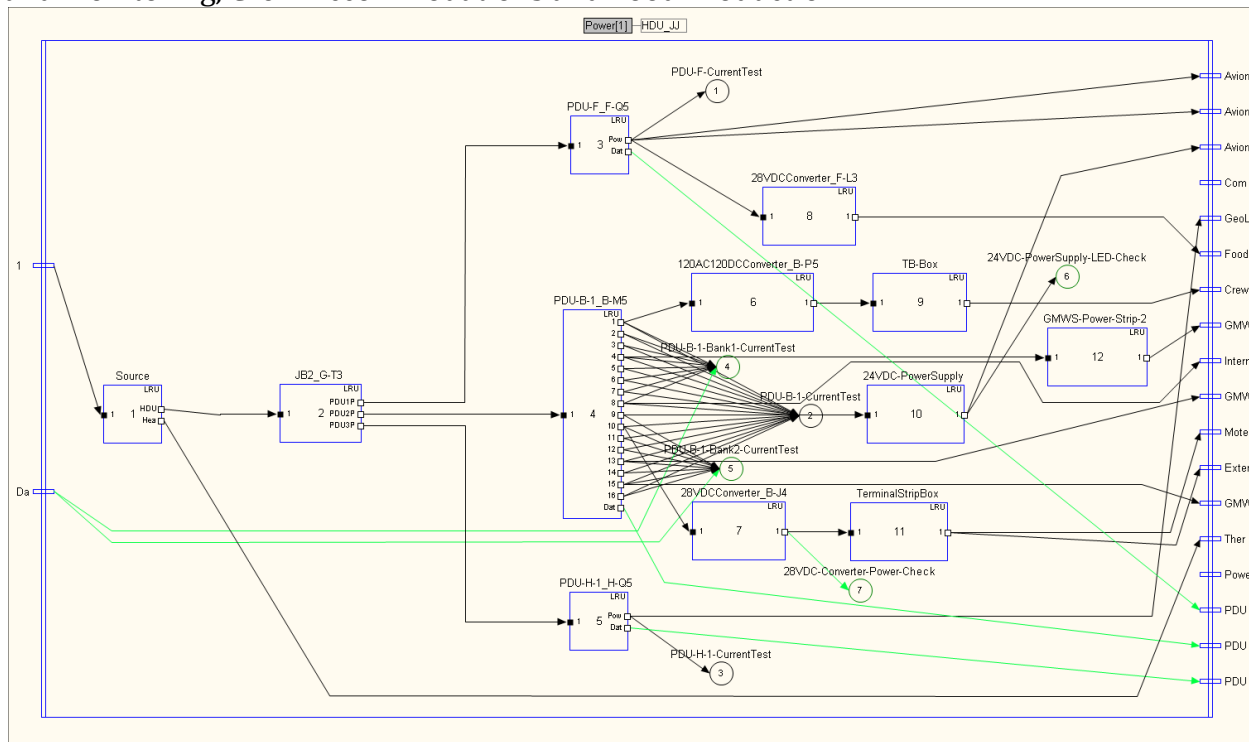 Power[1] HDU_JJ
PDU-F-CurrentTest
1
Avion
PDU-F_F-Q5
LRU
1 3 Pow
Dat
Avion
Avion
28VDCConverter_F-L3
LRU
1 8 1
Com
GeoL
Food
1
120AC120DCConverter_B-P5
LRU
1 6 1
TB-Box
LRU
1 9 1
24VDC-PowerSupply-LED-Check
6
Crew
PDU-B-1_B-M5
LRU
1 4
1
2
3
4
5
6
7
8
9
10
11
12
13
14
15
16
Dat
GMWS-Power-Strip-2
LRU
1 12 1
GMW
PDU-B-1-Bank1-CurrentTest
4
Intern
Source
LRU
1 1 HDU
Hea
JB2_G-T3
LRU
1 2 PDU1P
PDU2P
PDU3P
24VDC-PowerSupply
LRU
1 10 1
PDU-B-1-CurrentTest
2
GMW
Mote
PDU-B-1-Bank2-CurrentTest
5
Exter
Da
28VDCConverter_B-J4
LRU
1 7 1
TerminalStripBox
LRU
1 11 1
GMW
Ther
28VDC-Converter-Power-Check
7
Power
PDU-H-1_H-Q5
LRU
1 5 Pow
Dat
PDU
PDU
PDU-H-1-CurrentTest
3
PDU